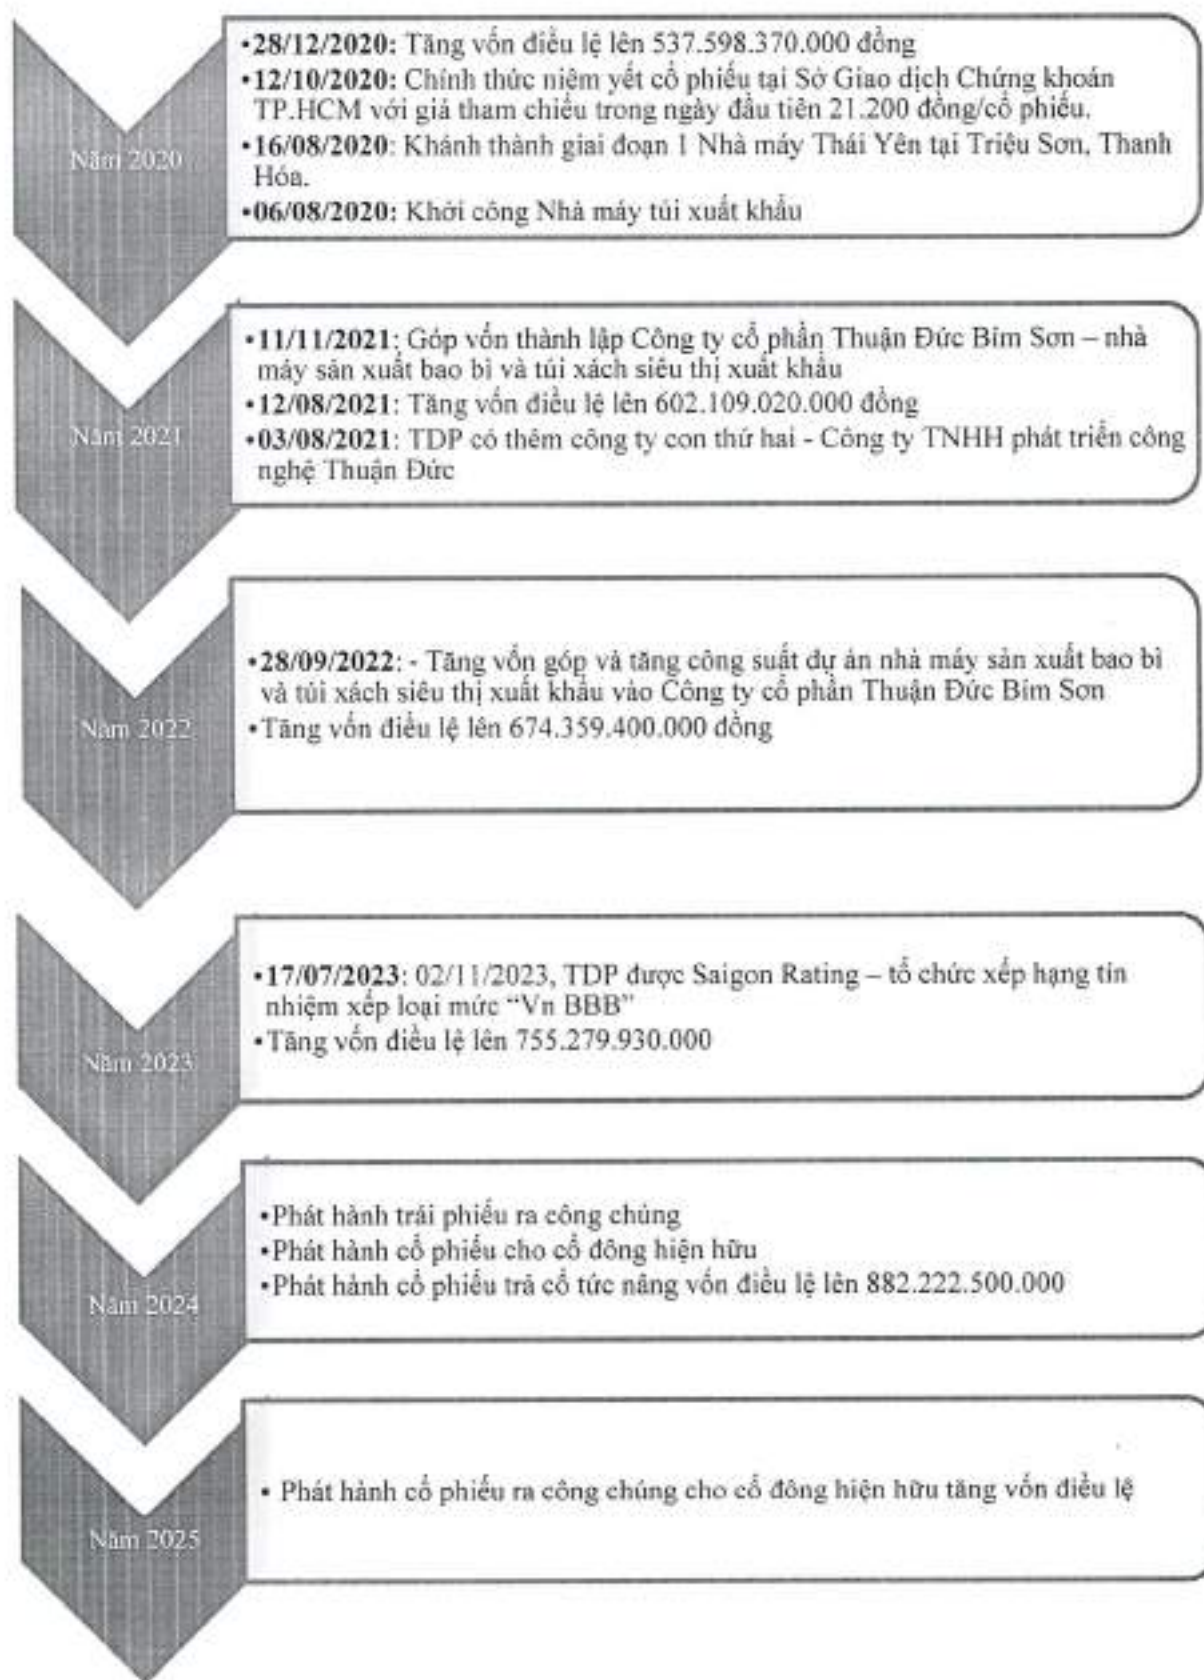 Năm 2020
•28/12/2020: Tăng vốn điều lệ lên 537.598.370.000 đồng
•12/10/2020: Chính thức niêm yết cổ phiếu tại Sở Giao dịch Chứng khoán
TP.HCM với giá tham chiếu trong ngày đầu tiên 21.200 đồng/cổ phiếu.
•16/08/2020: Khánh thành giai đoạn 1 Nhà máy Thái Yên tại Triệu Sơn, Thanh
Hóa.
•06/08/2020: Khởi công Nhà máy túi xuất khẩu
Năm 2021
•11/11/2021: Góp vốn thành lập Công ty cổ phần Thuận Đức Bỉm Sơn – nhà
máy sản xuất bao bì và túi xách siêu thị xuất khẩu
•12/08/2021: Tăng vốn điều lệ lên 602.109.020.000 đồng
•03/08/2021: TDP có thêm công ty con thứ hai - Công ty TNHH phát triển công
nghệ Thuận Đức
Năm 2022
•28/09/2022: - Tăng vốn góp và tăng công suất dự án nhà máy sản xuất bao bì
và túi xách siêu thị xuất khẩu vào Công ty cổ phần Thuận Đức Bỉm Sơn
•Tăng vốn điều lệ lên 674.359.400.000 đồng
Năm 2023
•17/07/2023: 02/11/2023, TDP được Saigon Rating – tổ chức xếp hạng tín
nhiệm xếp loại mức “Vn BBB”
•Tăng vốn điều lệ lên 755.279.930.000
Năm 2024
•Phát hành trái phiếu ra công chúng
•Phát hành cổ phiếu cho cổ đông hiện hữu
•Phát hành cổ phiếu trả cổ tức nâng vốn điều lệ lên 882.222.500.000
Năm 2025
• Phát hành cổ phiếu ra công chúng cho cổ đông hiện hữu tăng vốn điều lệ